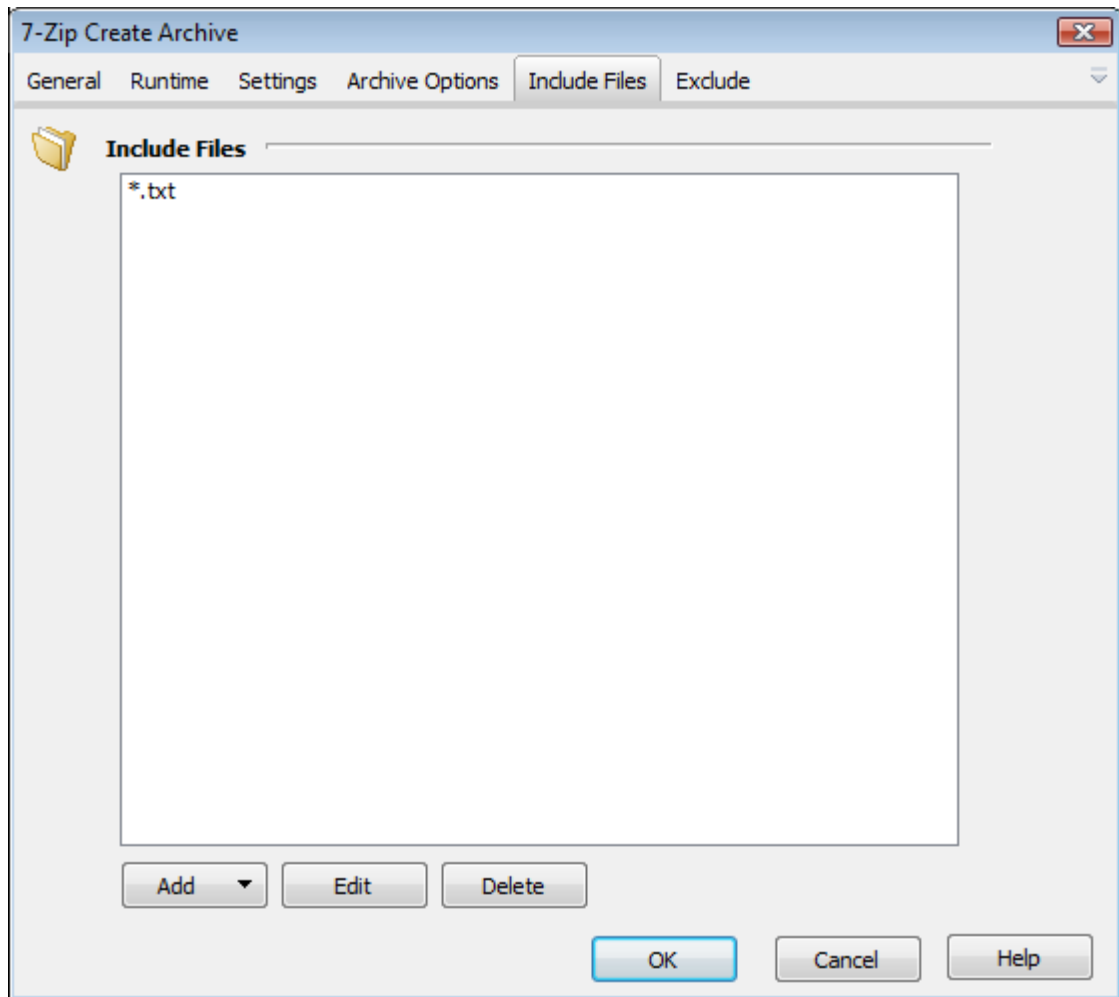 7-Zip Create Archive
General Runtime Settings Archive Options Include Files Exclude
Include Files
*.txt
Add Edit Delete
OK Cancel Help